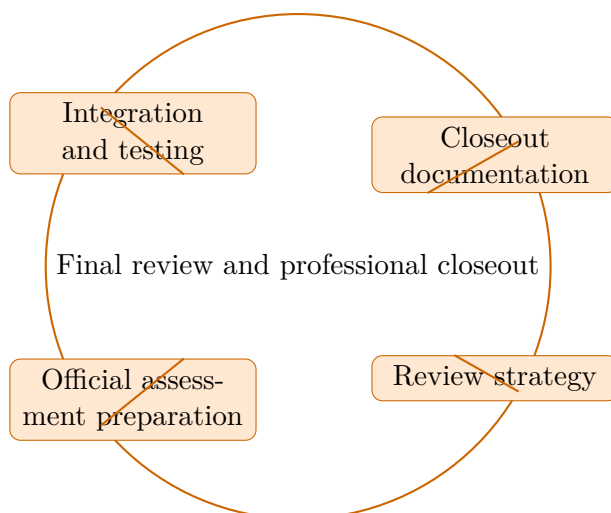 Integration
and testing
Closeout
documentation
Final review and professional closeout
Official assess-
ment preparation
Review strategy